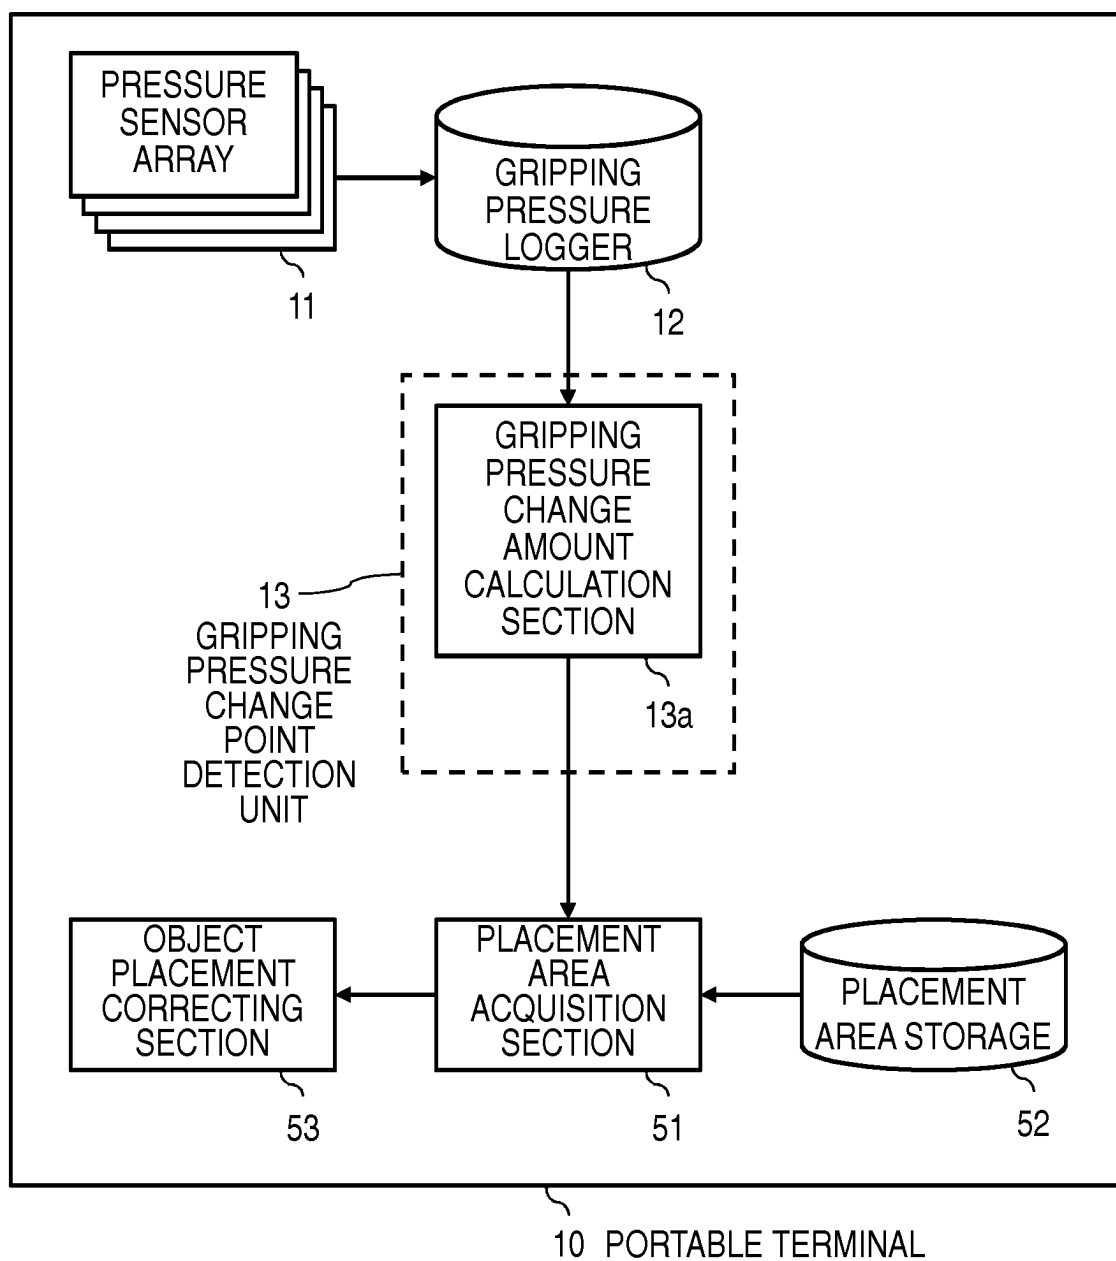 PRESSURE
SENSOR
ARRAY
11
GRIPPING
PRESSURE
LOGGER
12
GRIPPING
PRESSURE
CHANGE
AMOUNT
CALCULATION
SECTION
13a
13
GRIPPING
PRESSURE
CHANGE
POINT
DETECTION
UNIT
OBJECT
PLACEMENT
CORRECTING
SECTION
53
PLACEMENT
AREA
ACQUISITION
SECTION
51
PLACEMENT
AREA STORAGE
52
10 PORTABLE TERMINAL